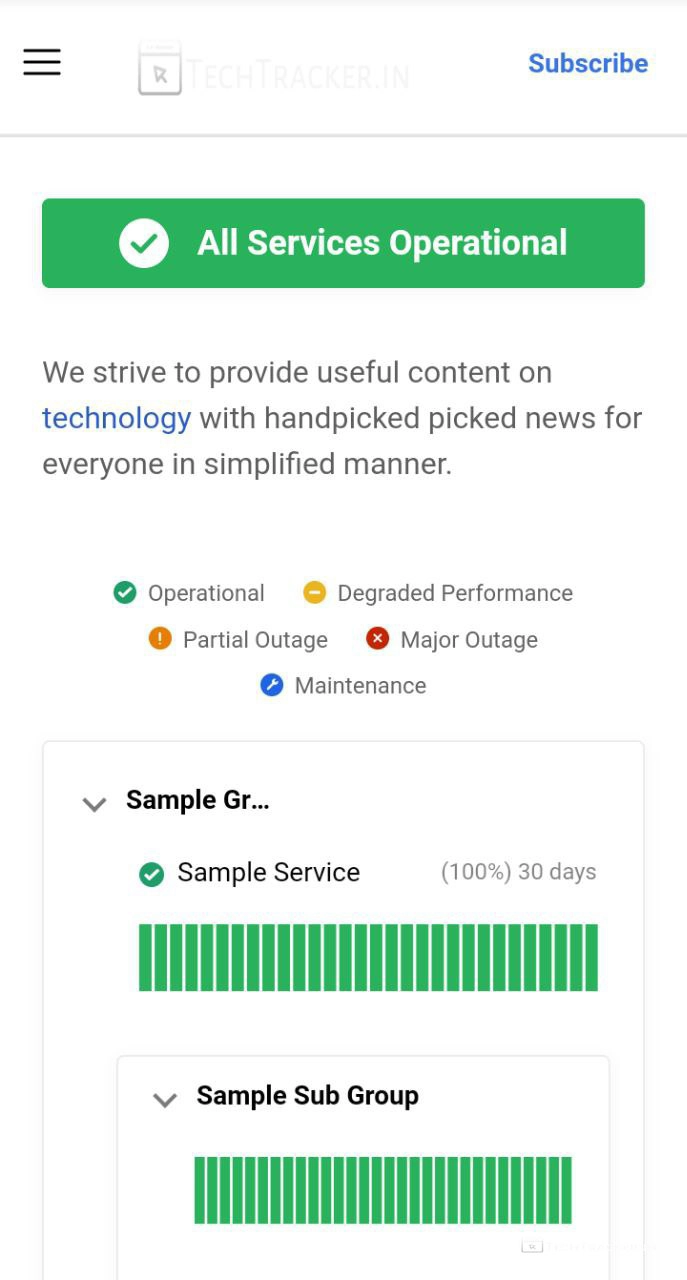 TECHTRACKER.IN
Subscribe
All Services Operational
We strive to provide useful content on
technology with handpicked picked news for
everyone in simplified manner.
Operational
Degraded Performance
Partial Outage
Major Outage
Maintenance
Sample Gr...
Sample Service
(100%) 30 days
Sample Sub Group